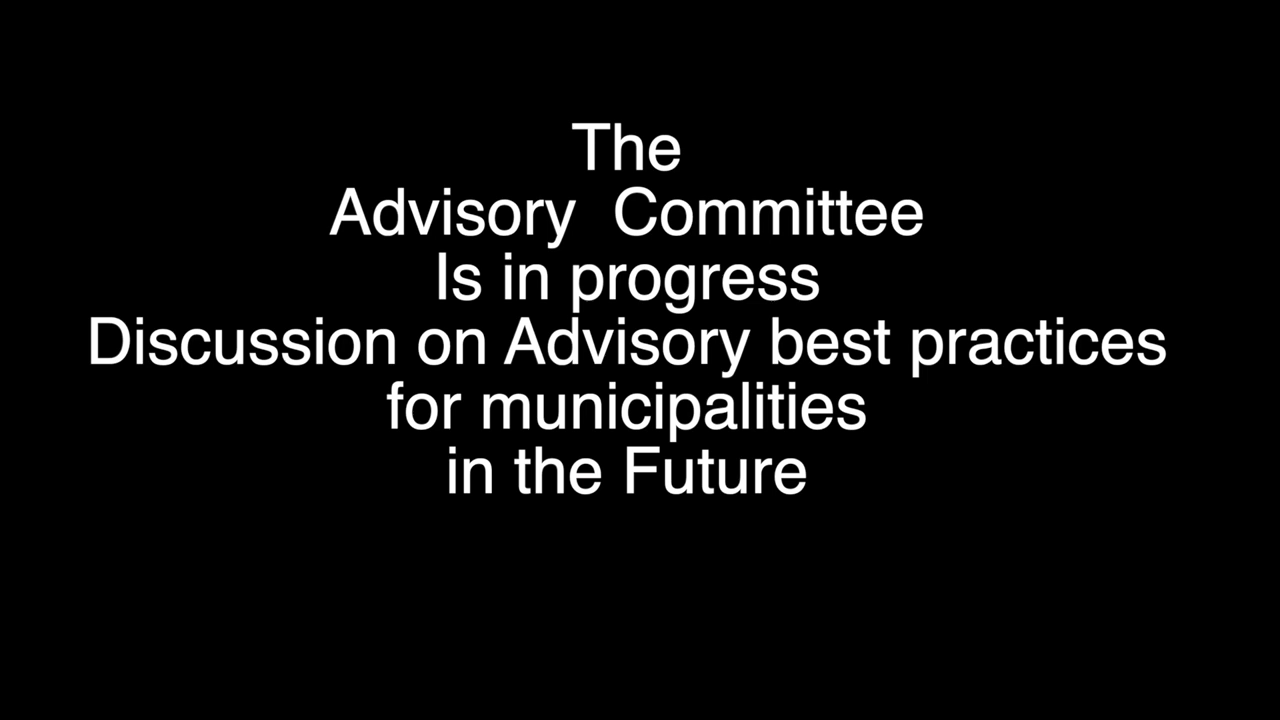 The
Advisory  Committee
Is in progress
Discussion on Advisory best practices
for municipalities
in the Future